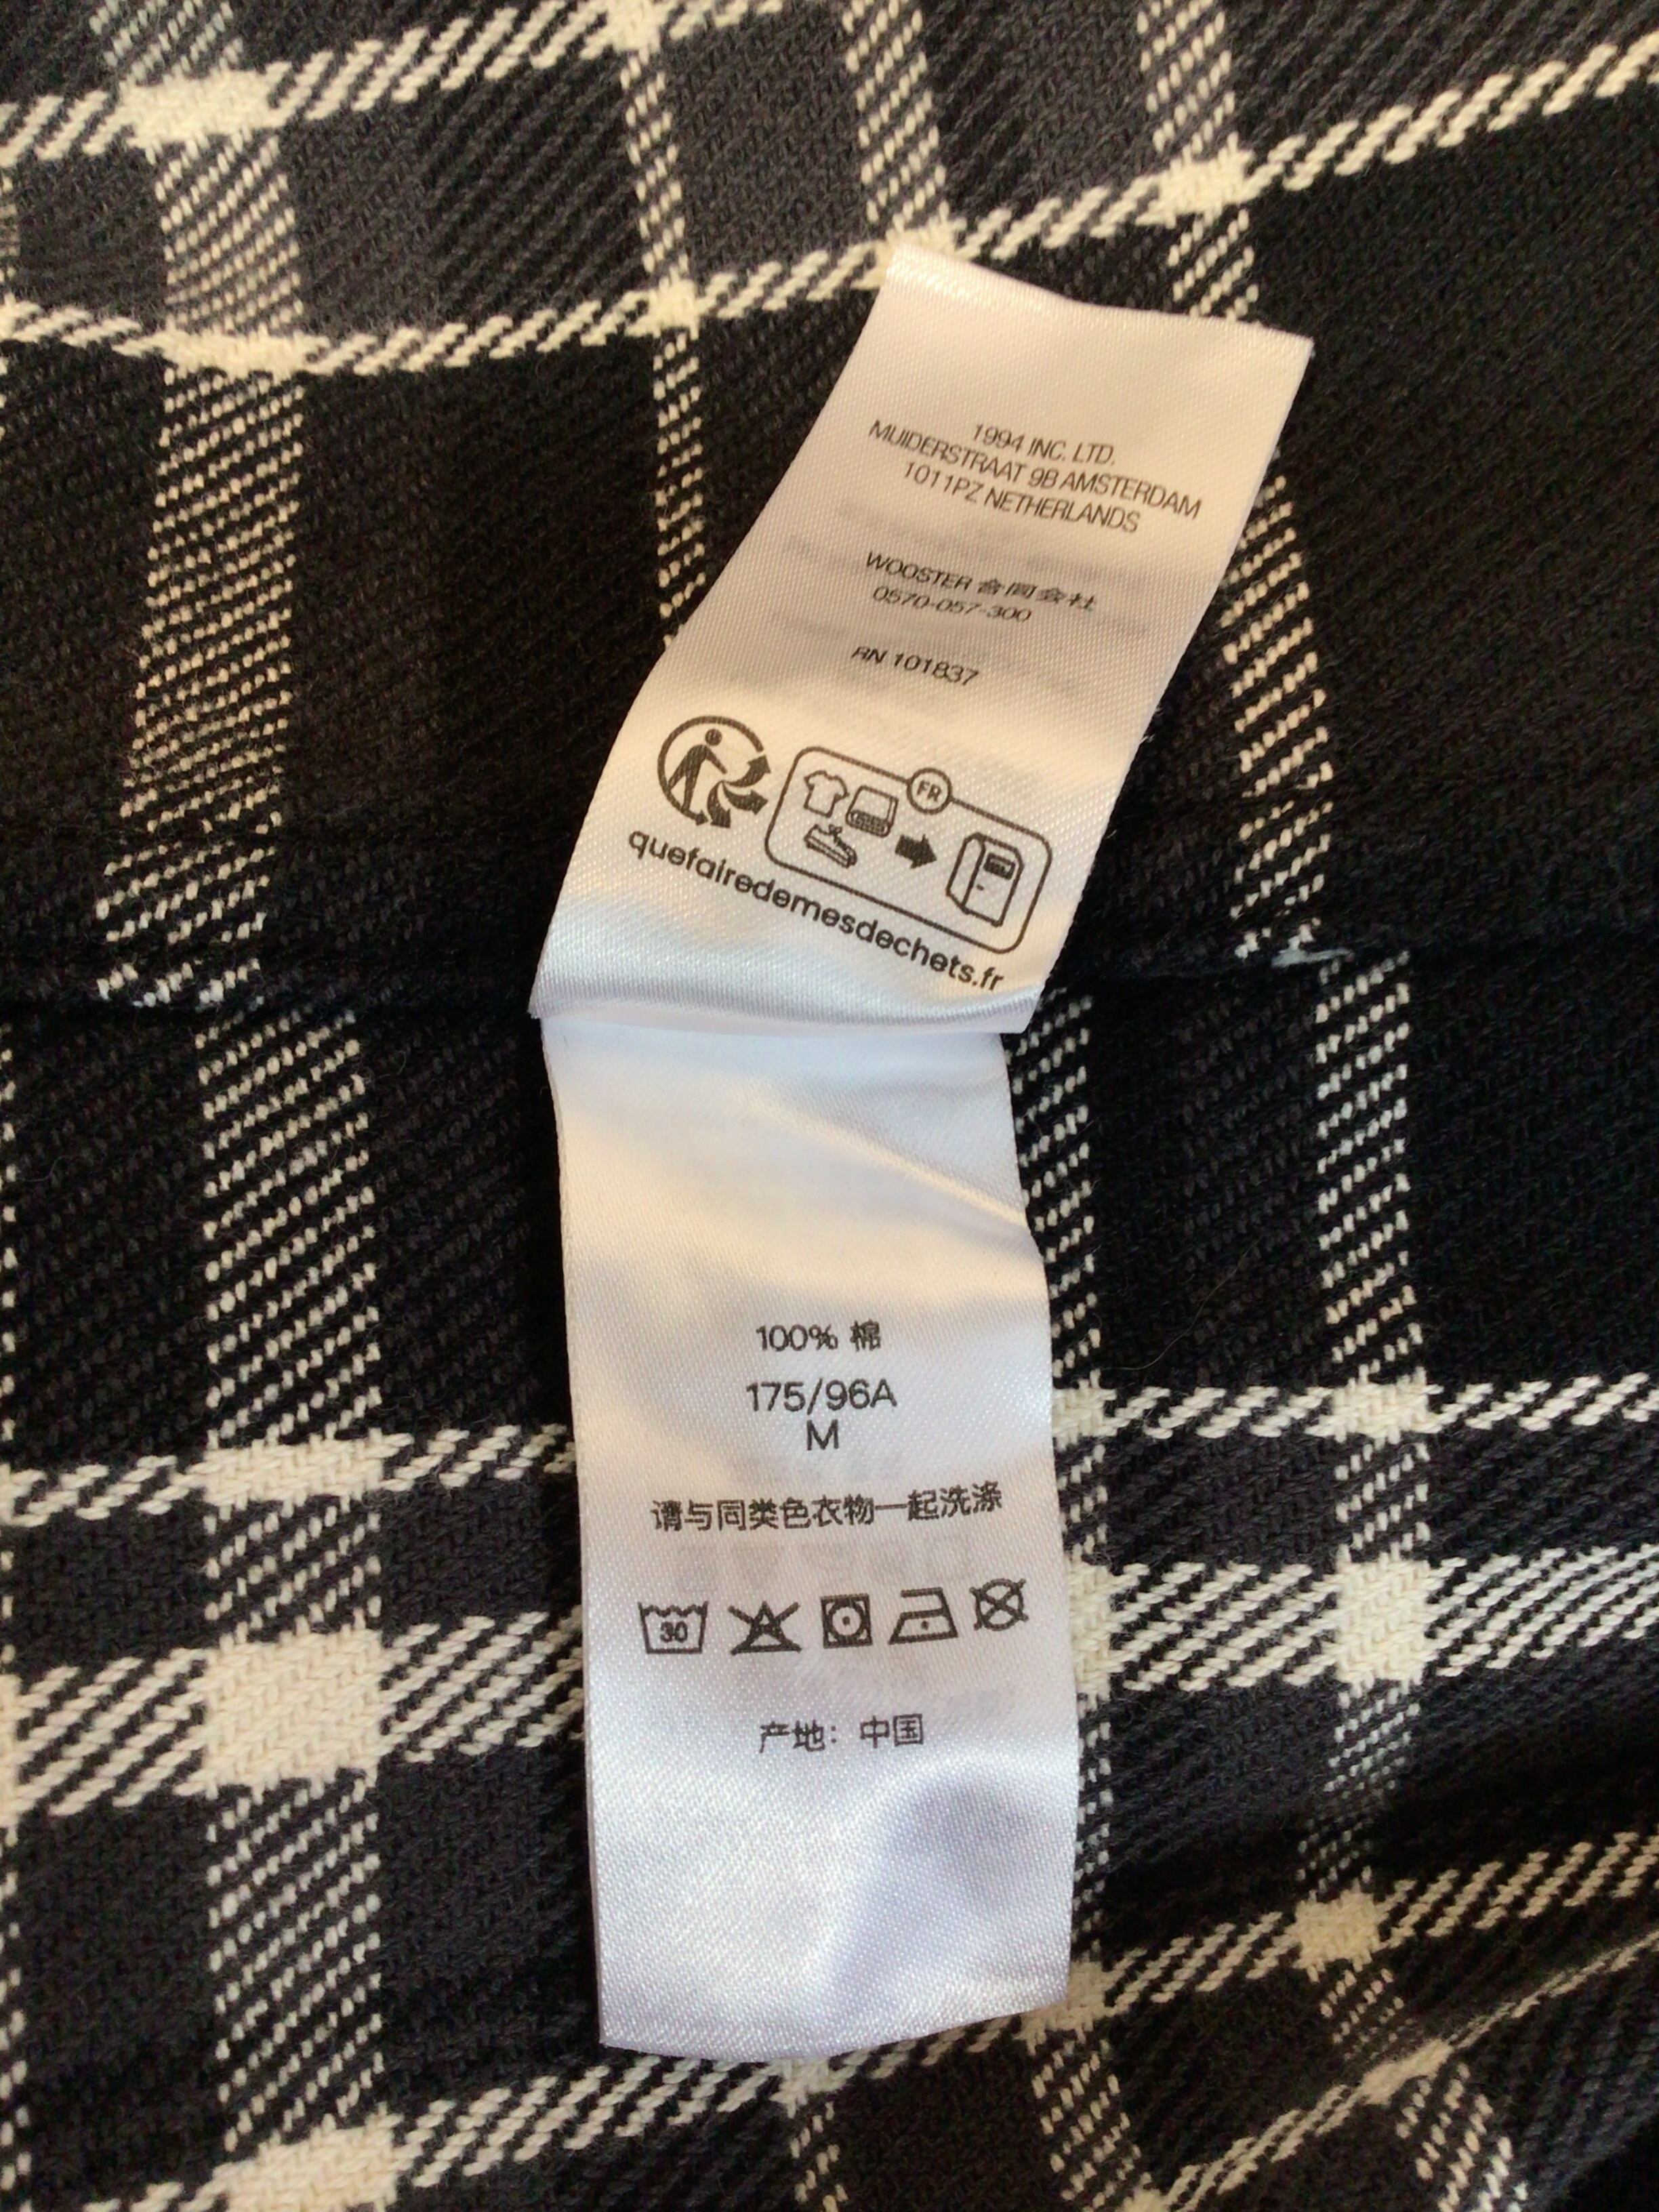 1994 INC. LTD.
MUIDERSTRAAT 9B AMSTERDAM
1011PZ NETHERLANDS
WOOSTER 合同会社
0570-057-300
RN 101837
FR
quefairedemesdechets.fr
100% 棉
175/96A
M
请与同类色衣物一起洗涤
30
产地：中国